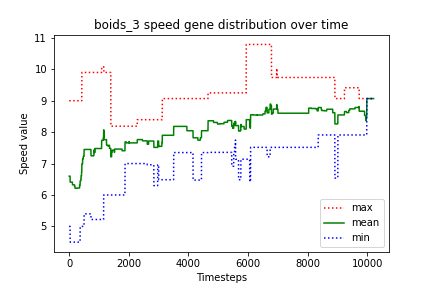 boids_3 speed gene distribution over time
11
10
9
8
7
6
5
Speed value
0
2000
4000
6000
8000
10000
Timesteps
max
mean
min